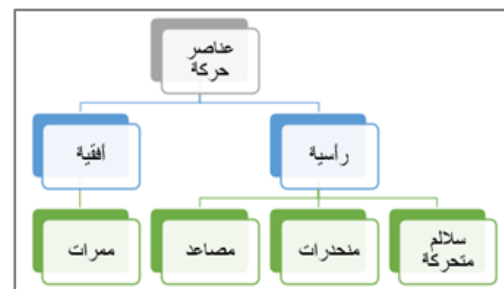 عناصر
حركة
رأسية
أفقية
سلالم
متحركة
منحدرات
مصاعد
ممرات